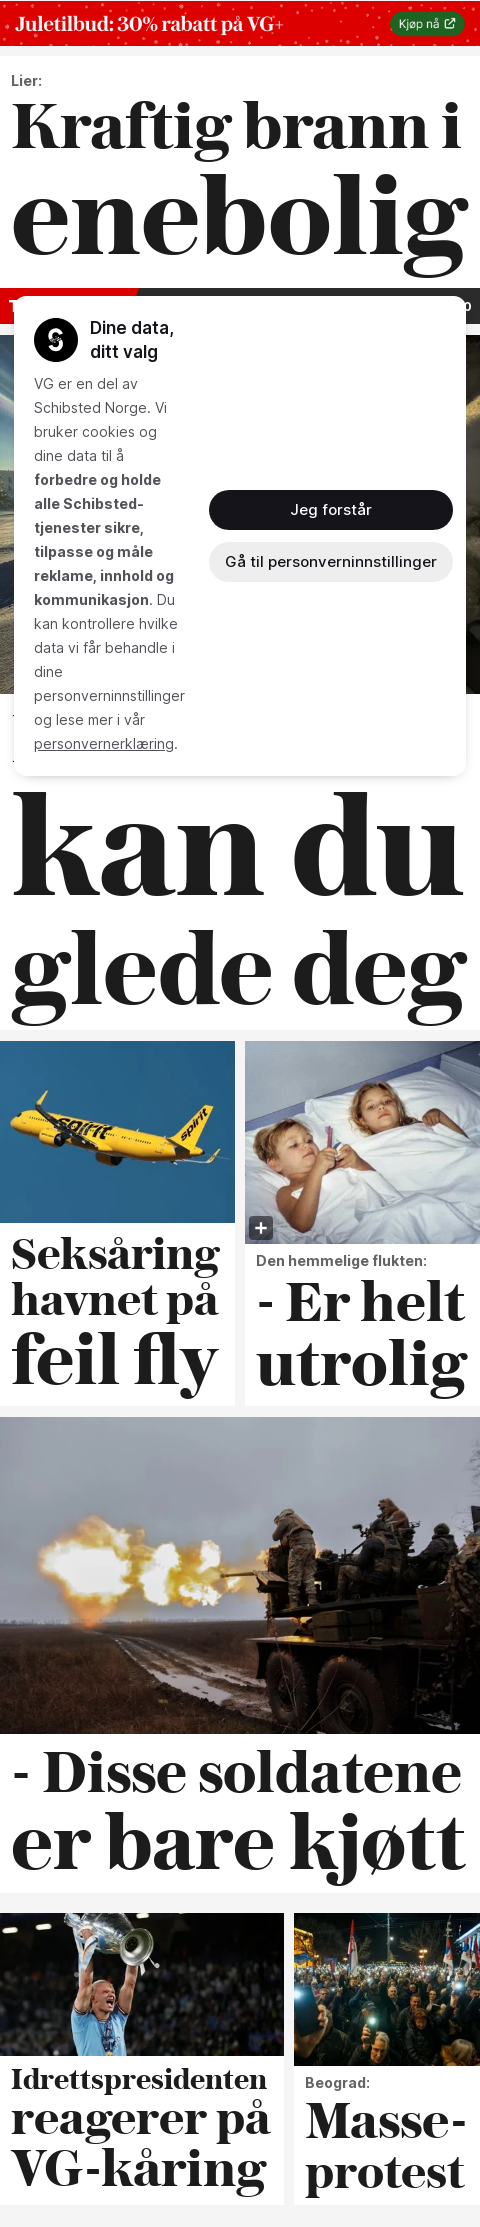 Juletilbud: 30% rabatt på VG+
Kjøp nå
Lier:
Kraftig brann i
enebolig
Dine data,
ditt valg
VG er en del av
Schibsted Norge. Vi
bruker cookies og
dine data til å
forbedre og holde
alle Schibsted-
tjenester sikre,
tilpasse og måle
reklame, innhold og
kommunikasjon. Du
kan kontrollere hvilke
data vi får behandle i
dine
personverninnstillinger
og lese mer i vår
personvernerklæring.
Jeg forstår
Gå til personverninnstillinger
kan du
glede deg
spirit
spirit
Seksåring
havnet på
feil fly
Den hemmelige flukten:
- Er helt
utrolig
- Disse soldatene
er bare kjøtt
Idrettspresidenten
reagerer på
VG-kåring
Beograd:
Masse-
protest